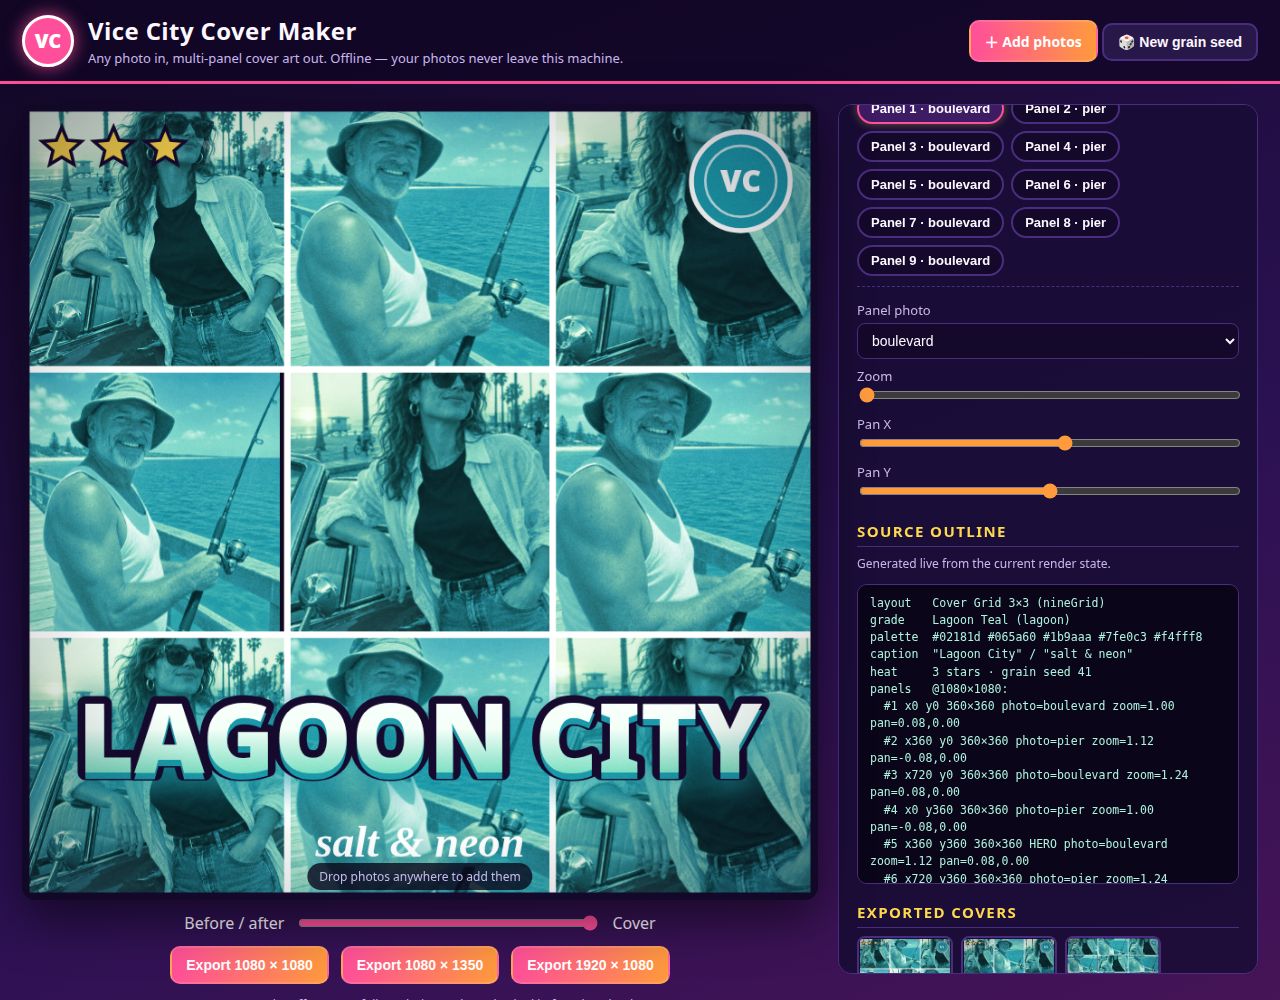 VC
Vice City Cover Maker
Any photo in, multi-panel cover art out. Offline — your photos never leave this machine.
+ Add photos
New grain seed
VC
LAGOON CITY
salt & neon
Drop photos anywhere to add them
Before / after
Cover
Export 1080 × 1080
Export 1080 × 1350
Export 1920 × 1080
Panel 1 · boulevard
Panel 2 · pier
Panel 3 · boulevard
Panel 4 · pier
Panel 5 · boulevard
Panel 6 · pier
Panel 7 · boulevard
Panel 8 · pier
Panel 9 · boulevard
Panel photo
boulevard
Zoom
Pan X
Pan Y
SOURCE OUTLINE
Generated live from the current render state.
layout Cover Grid 3×3 (nineGrid)
grade Lagoon Teal (lagoon)
palette #02181d #065a60 #1b9aaa #7fe0c3 #f4fff8
caption "Lagoon City" / "salt & neon"
heat 3 stars · grain seed 41
panels @1080×1080:
#1 x0 y0 360×360 photo=boulevard zoom=1.00
pan=0.08,0.00
#2 x360 y0 360×360 photo=pier zoom=1.12
pan=-0.08,0.00
#3 x720 y0 360×360 photo=boulevard zoom=1.24
pan=0.08,0.00
#4 x0 y360 360×360 photo=pier zoom=1.00
pan=-0.08,0.00
#5 x360 y360 360×360 HERO photo=boulevard
zoom=1.12 pan=0.08,0.00
#6 x720 y360 360×360 photo=pier zoom=1.24
EXPORTED COVERS